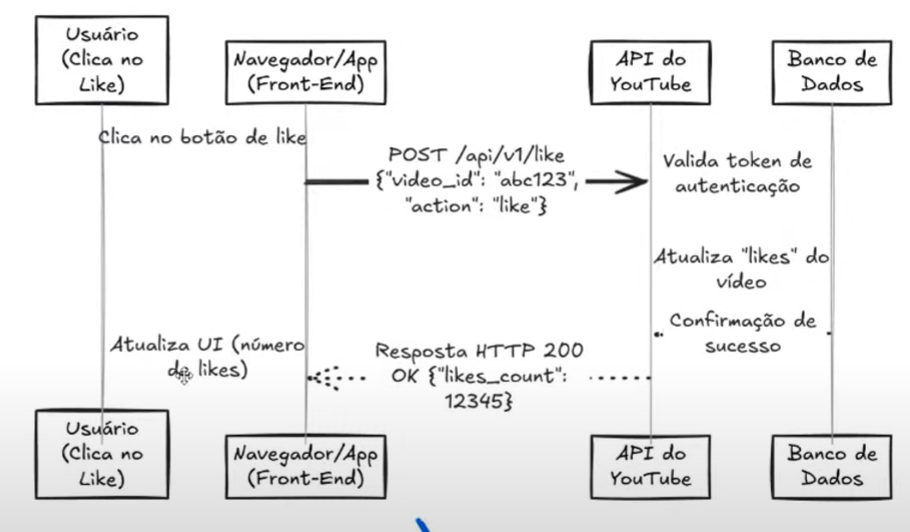 Usuário
(Clica no
Like)
Navegador/App
(Front-End)
API do
YouTube
Banco de
Dados
Clica no botão de like
POST /api/v1/like
{"video_id": "abc123",
"action": "like"}
Valida token de
autenticação
Atualiza "likes" do
vídeo
Confirmação de
sucesso
Atualiza UI (número
de likes)
Resposta HTTP 200
OK {"likes_count":
12345}
Usuário
(Clica no
Like)
Navegador/App
(Front-End)
API do
YouTube
Banco de
Dados